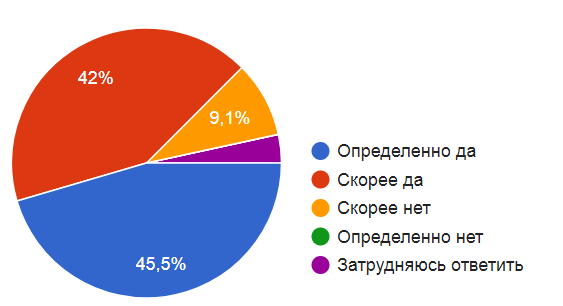 42%
9,1%
45,5%
Определенно да
Скорее да
Скорее нет
Определенно нет
Затрудняюсь ответить